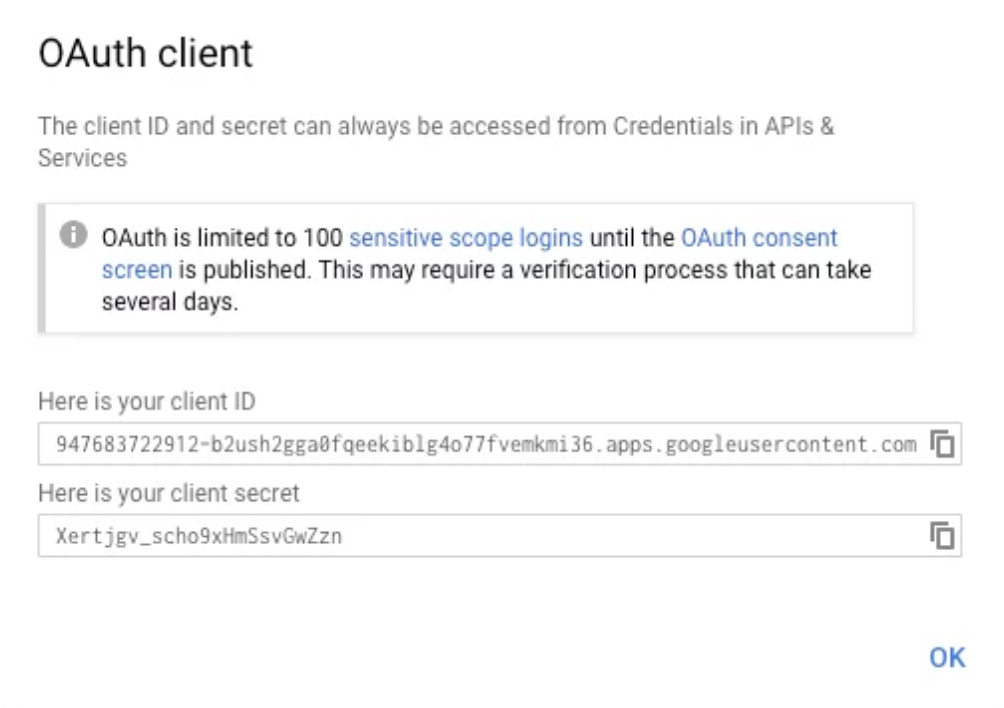 OAuth client
The client ID and secret can always be accessed from Credentials in APIs &
Services
OAuth is limited to 100 sensitive scope logins until the OAuth consent
screen is published. This may require a verification process that can take
several days.
Here is your client ID
947683722912-b2ush2gga0fqeekiblg4o77fvemkmi36.apps.googleusercontent.com
Here is your client secret
Xertjgv_scho9xHmSsvGwZzn
OK